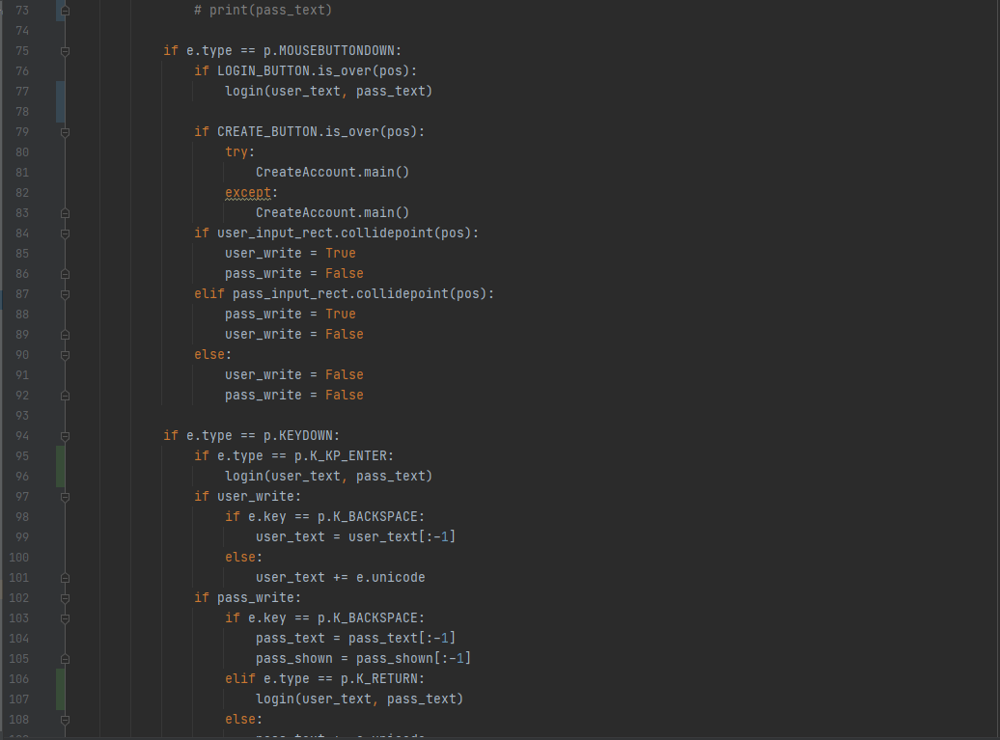 73 # print(pass_text)
74
75 if e.type == p.MOUSEBUTTONDOWN:
76 if LOGIN_BUTTON.is_over(pos):
77 login(user_text, pass_text)
78
79 if CREATE_BUTTON.is_over(pos):
80 try:
81 CreateAccount.main()
82 except:
83 CreateAccount.main()
84 if user_input_rect.collidepoint(pos):
85 user_write = True
86 pass_write = False
87 elif pass_input_rect.collidepoint(pos):
88 pass_write = True
89 user_write = False
90 else:
91 user_write = False
92 pass_write = False
93
94 if e.type == p.KEYDOWN:
95 if e.type == p.K_KP_ENTER:
96 login(user_text, pass_text)
97 if user_write:
98 if e.key == p.K_BACKSPACE:
99 user_text = user_text[:-1]
100 else:
101 user_text += e.unicode
102 if pass_write:
103 if e.key == p.K_BACKSPACE:
104 pass_text = pass_text[:-1]
105 pass_shown = pass_shown[:-1]
106 elif e.type == p.K_RETURN:
107 login(user_text, pass_text)
108 else: